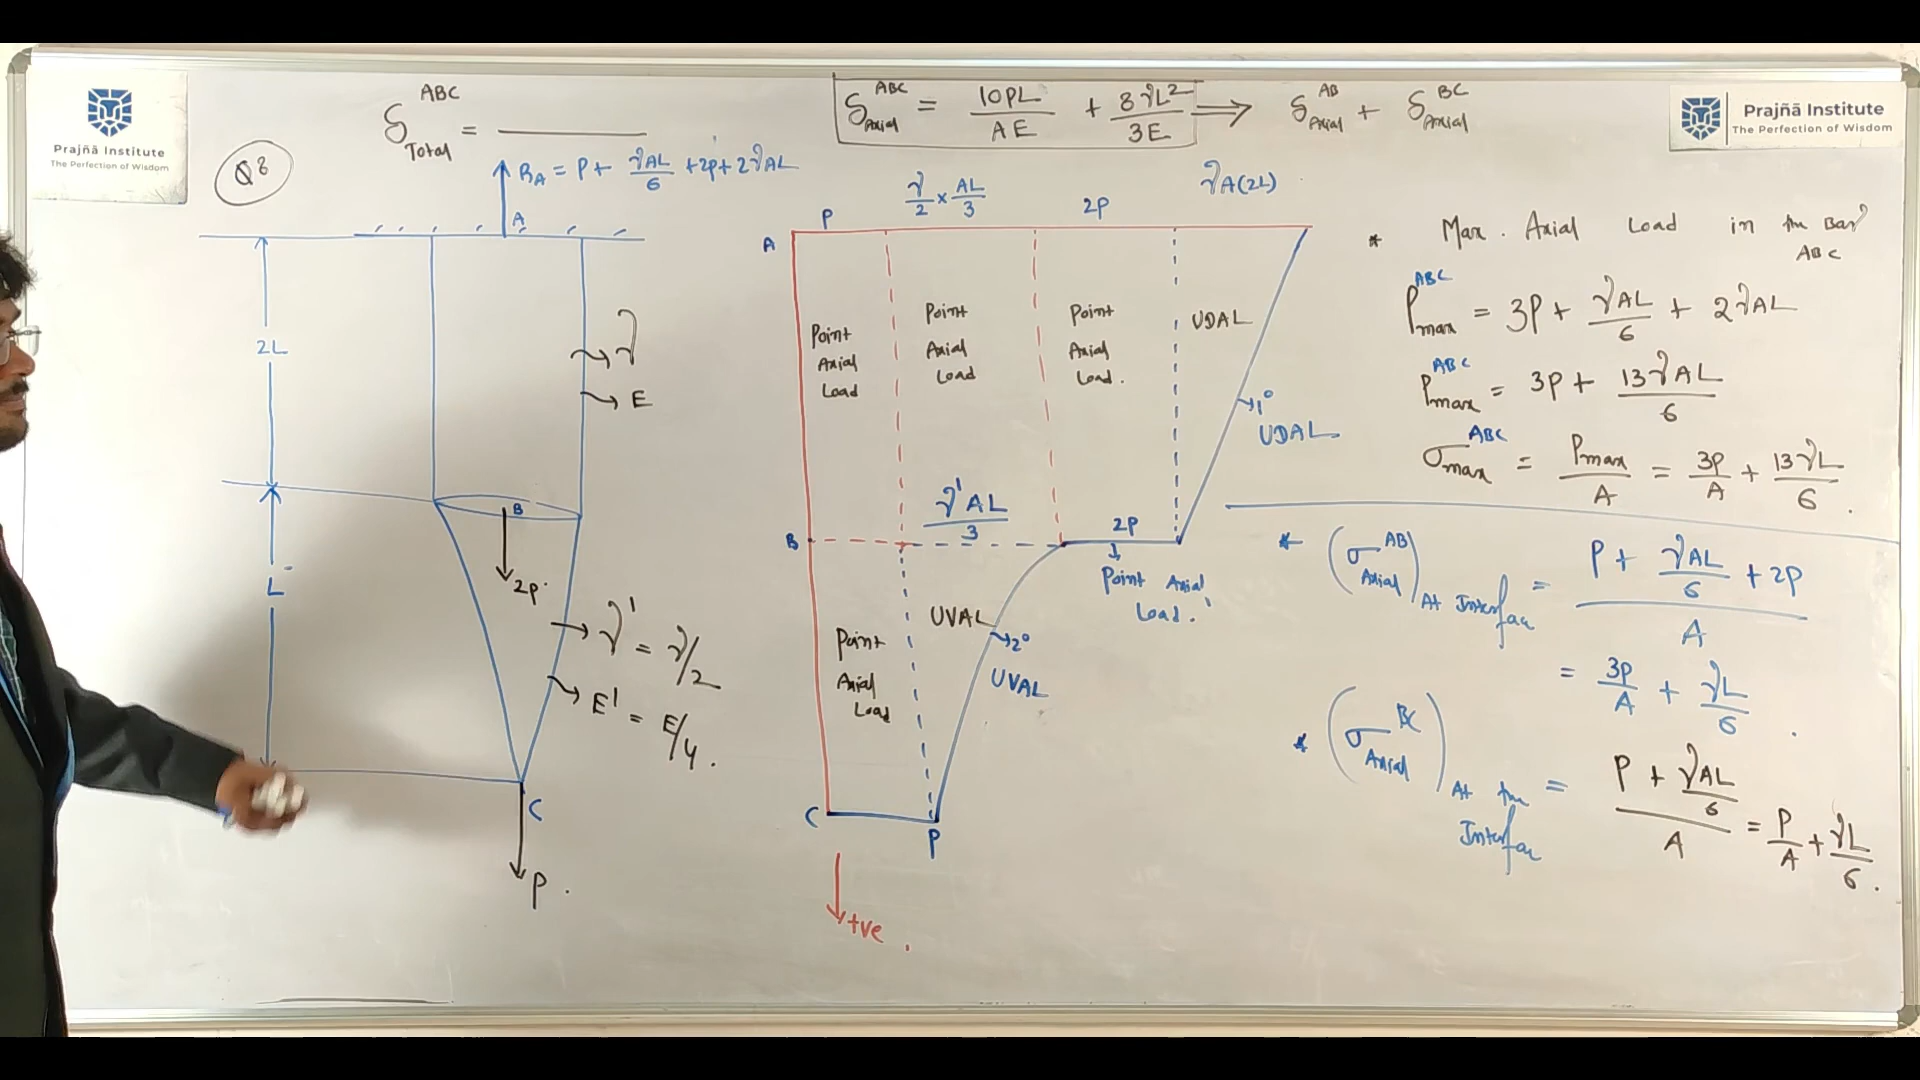 Prajñā Institute
The Perfection of Wisdom
Q8
δ_Total^ABC = ______
δ_Axial^ABC = 10PL/AE + 8γL²/3E ⟹ δ_Axial^AB + δ_Axial^BC
Prajñā Institute
The Perfection of Wisdom
R_A = P + γAL/6 + 2P + 2γAL
A
2L
γ
E
B
2P
L
γ' = γ/2
E' = E/4.
C
P.
P
γ/2 × AL/3
2P
γA(2L)
A
Point
Axial
Load
Point
Axial
Load
Point
Axial
Load.
UDAL
→1°
UDAL
B
γ'AL/3
2P
Point Axial
Load.
Point
Axial
Load
UVAL
→2°
UVAL
C
P
+ve.
* Max. Axial Load in the Bar
ABC
P_max^ABC = 3P + γAL/6 + 2γAL
P_max^ABC = 3P + 13γAL/6
σ_max^ABC = P_max/A = 3P/A + 13γL/6.
* (σ_Axial^AB) At Interface = (P + γAL/6 + 2P)/A
= 3P/A + γL/6.
* (σ_Axial^BC) At the Interface = (P + γAL/6)/A = P/A + γL/6.